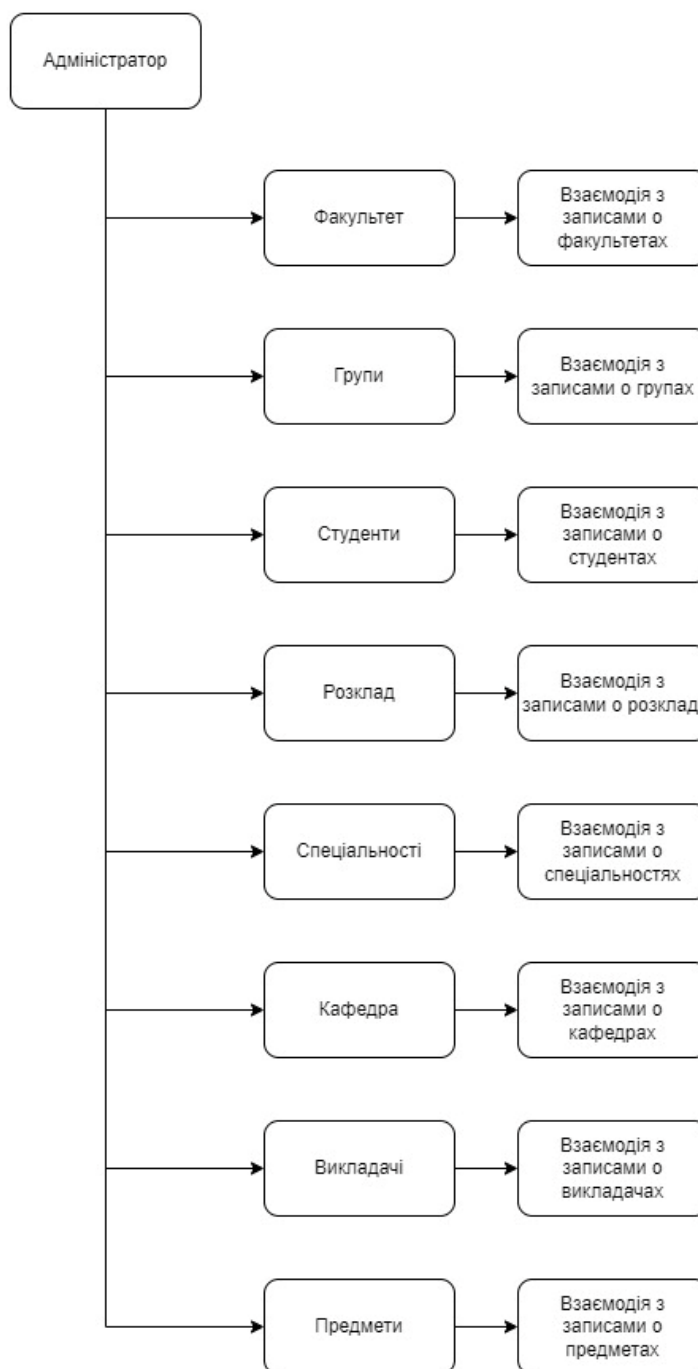 Адміністратор
Факультет
Взаємодія з
записами о
факультетах
Групи
Взаємодія з
записами о групах
Студенти
Взаємодія з
записами о
студентах
Розклад
Взаємодія з
записами о розклад
Спеціальності
Взаємодія з
записами о
спеціальностях
Кафедра
Взаємодія з
записами о
кафедрах
Викладачі
Взаємодія з
записами о
викладачах
Предмети
Взаємодія з
записами о
предметах